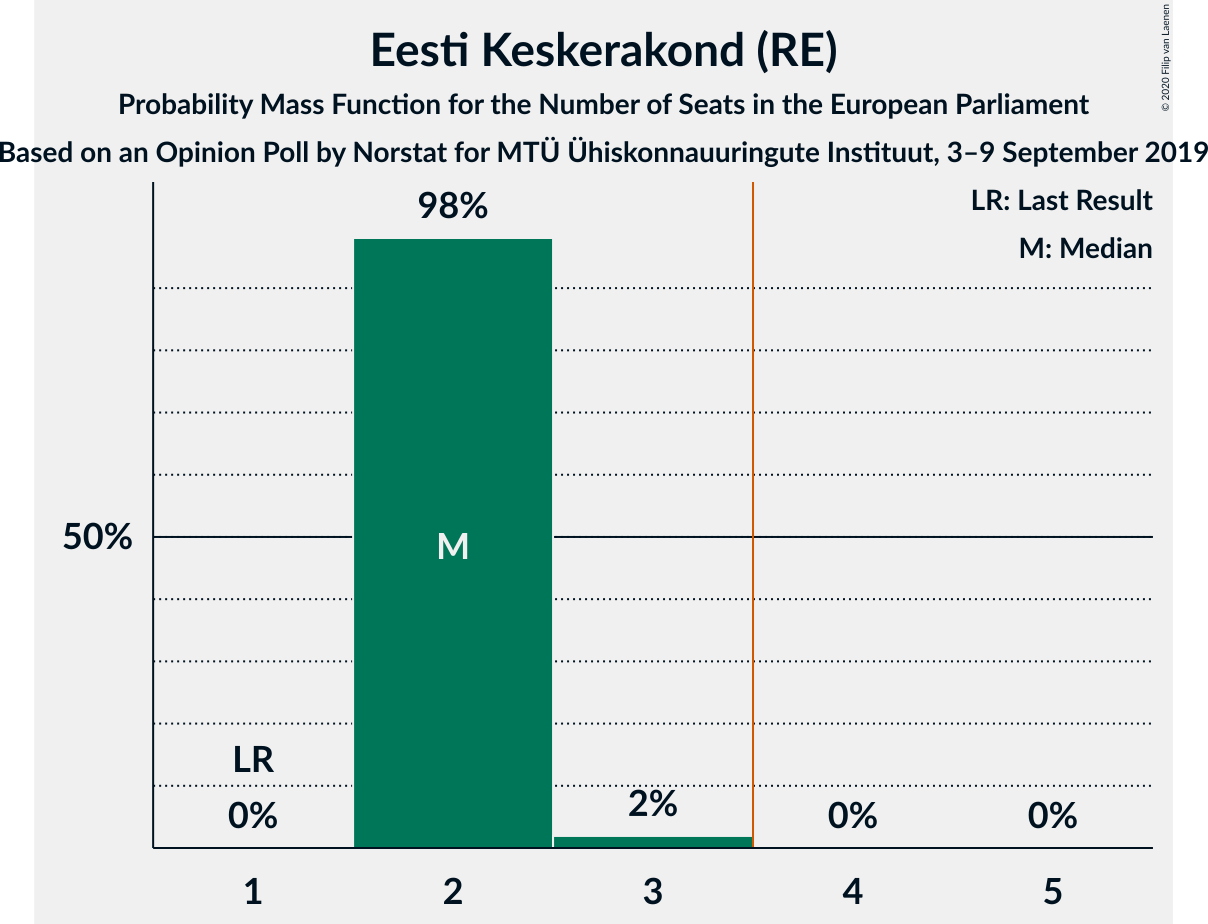 Eesti Keskerakond (RE)
Probability Mass Function for the Number of Seats in the European Parliament
Based on an Opinion Poll by Norstat for MTÜ Ühiskonnauuringute Instituut, 3–9 September 2019
© 2020 Filip van Laenen
LR: Last Result
M: Median
98%
50%
M
LR
0%
2%
0%
0%
1
2
3
4
5